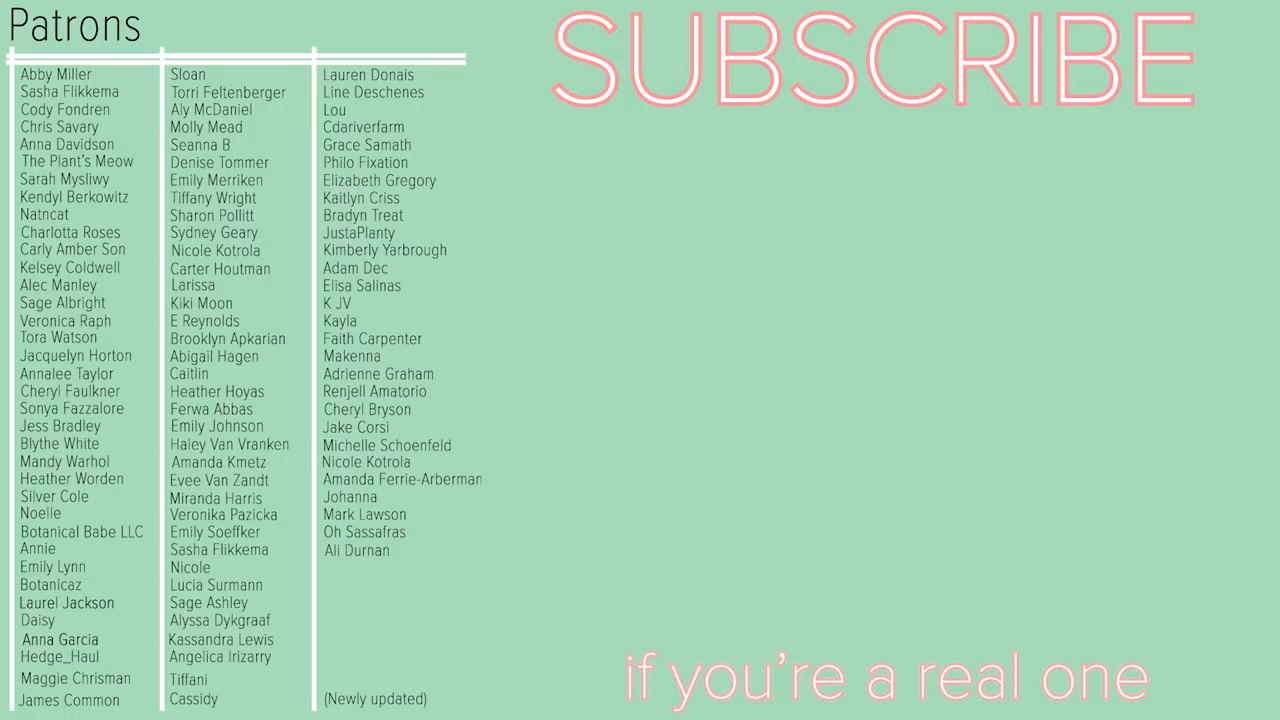 Patrons
Abby Miller
Sasha Flikkema
Cody Fondren
Chris Savary
Anna Davidson
The Plant's Meow
Sarah Mysliwy
Kendyl Berkowitz
Natncat
Charlotta Roses
Carly Amber Son
Kelsey Coldwell
Alec Manley
Sage Albright
Veronica Raph
Tora Watson
Jacquelyn Horton
Annalee Taylor
Cheryl Faulkner
Sonya Fazzalore
Jess Bradley
Blythe White
Mandy Warhol
Heather Worden
Silver Cole
Noelle
Botanical Babe LLC
Annie
Emily Lynn
Botanicaz
Laurel Jackson
Daisy
Anna Garcia
Hedge_Haul
Maggie Chrisman
James Common
Sloan
Torri Feltenberger
Aly McDaniel
Molly Mead
Seanna B
Denise Tommer
Emily Merriken
Tiffany Wright
Sharon Pollitt
Sydney Geary
Nicole Kotrola
Carter Houtman
Larissa
Kiki Moon
E Reynolds
Brooklyn Apkarian
Abigail Hagen
Caitlin
Heather Hoyas
Ferwa Abbas
Emily Johnson
Haley Van Vranken
Amanda Kmetz
Evee Van Zandt
Miranda Harris
Veronika Pazicka
Emily Soeffker
Sasha Flikkema
Nicole
Lucia Surmann
Sage Ashley
Alyssa Dykgraaf
Kassandra Lewis
Angelica Irizarry
Tiffani
Cassidy
Lauren Donais
Line Deschenes
Lou
Cdariverfarm
Grace Samath
Philo Fixation
Elizabeth Gregory
Kaitlyn Criss
Bradyn Treat
JustaPlanty
Kimberly Yarbrough
Adam Dec
Elisa Salinas
K JV
Kayla
Faith Carpenter
Makenna
Adrienne Graham
Renjell Amatorio
Cheryl Bryson
Jake Corsi
Michelle Schoenfeld
Nicole Kotrola
Amanda Ferrie-Arberman
Johanna
Mark Lawson
Oh Sassafras
Ali Durnan
(Newly updated)
SUBSCRIBE
if you're a real one